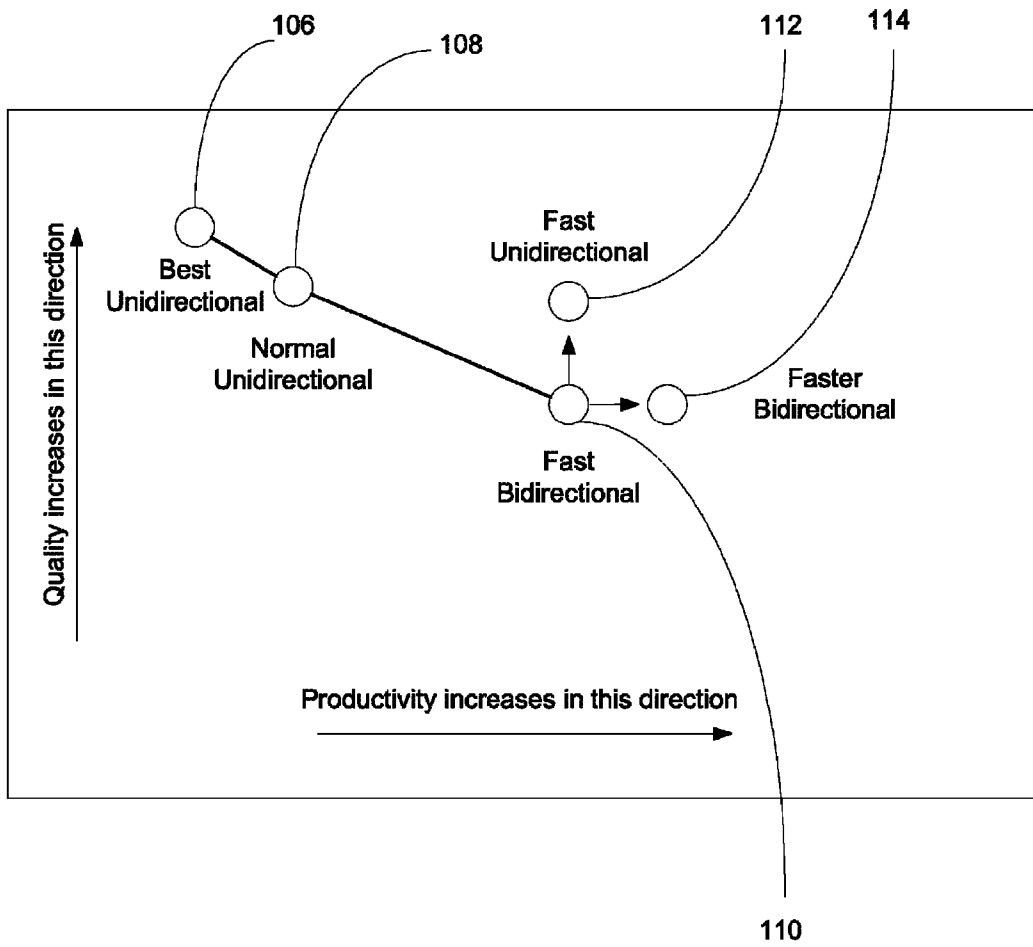 106
108
112
114
Fast
Unidirectional
Best
Unidirectional
Normal
Unidirectional
Faster
Bidirectional
Fast
Bidirectional
Quality increases in this direction
Productivity increases in this direction
110